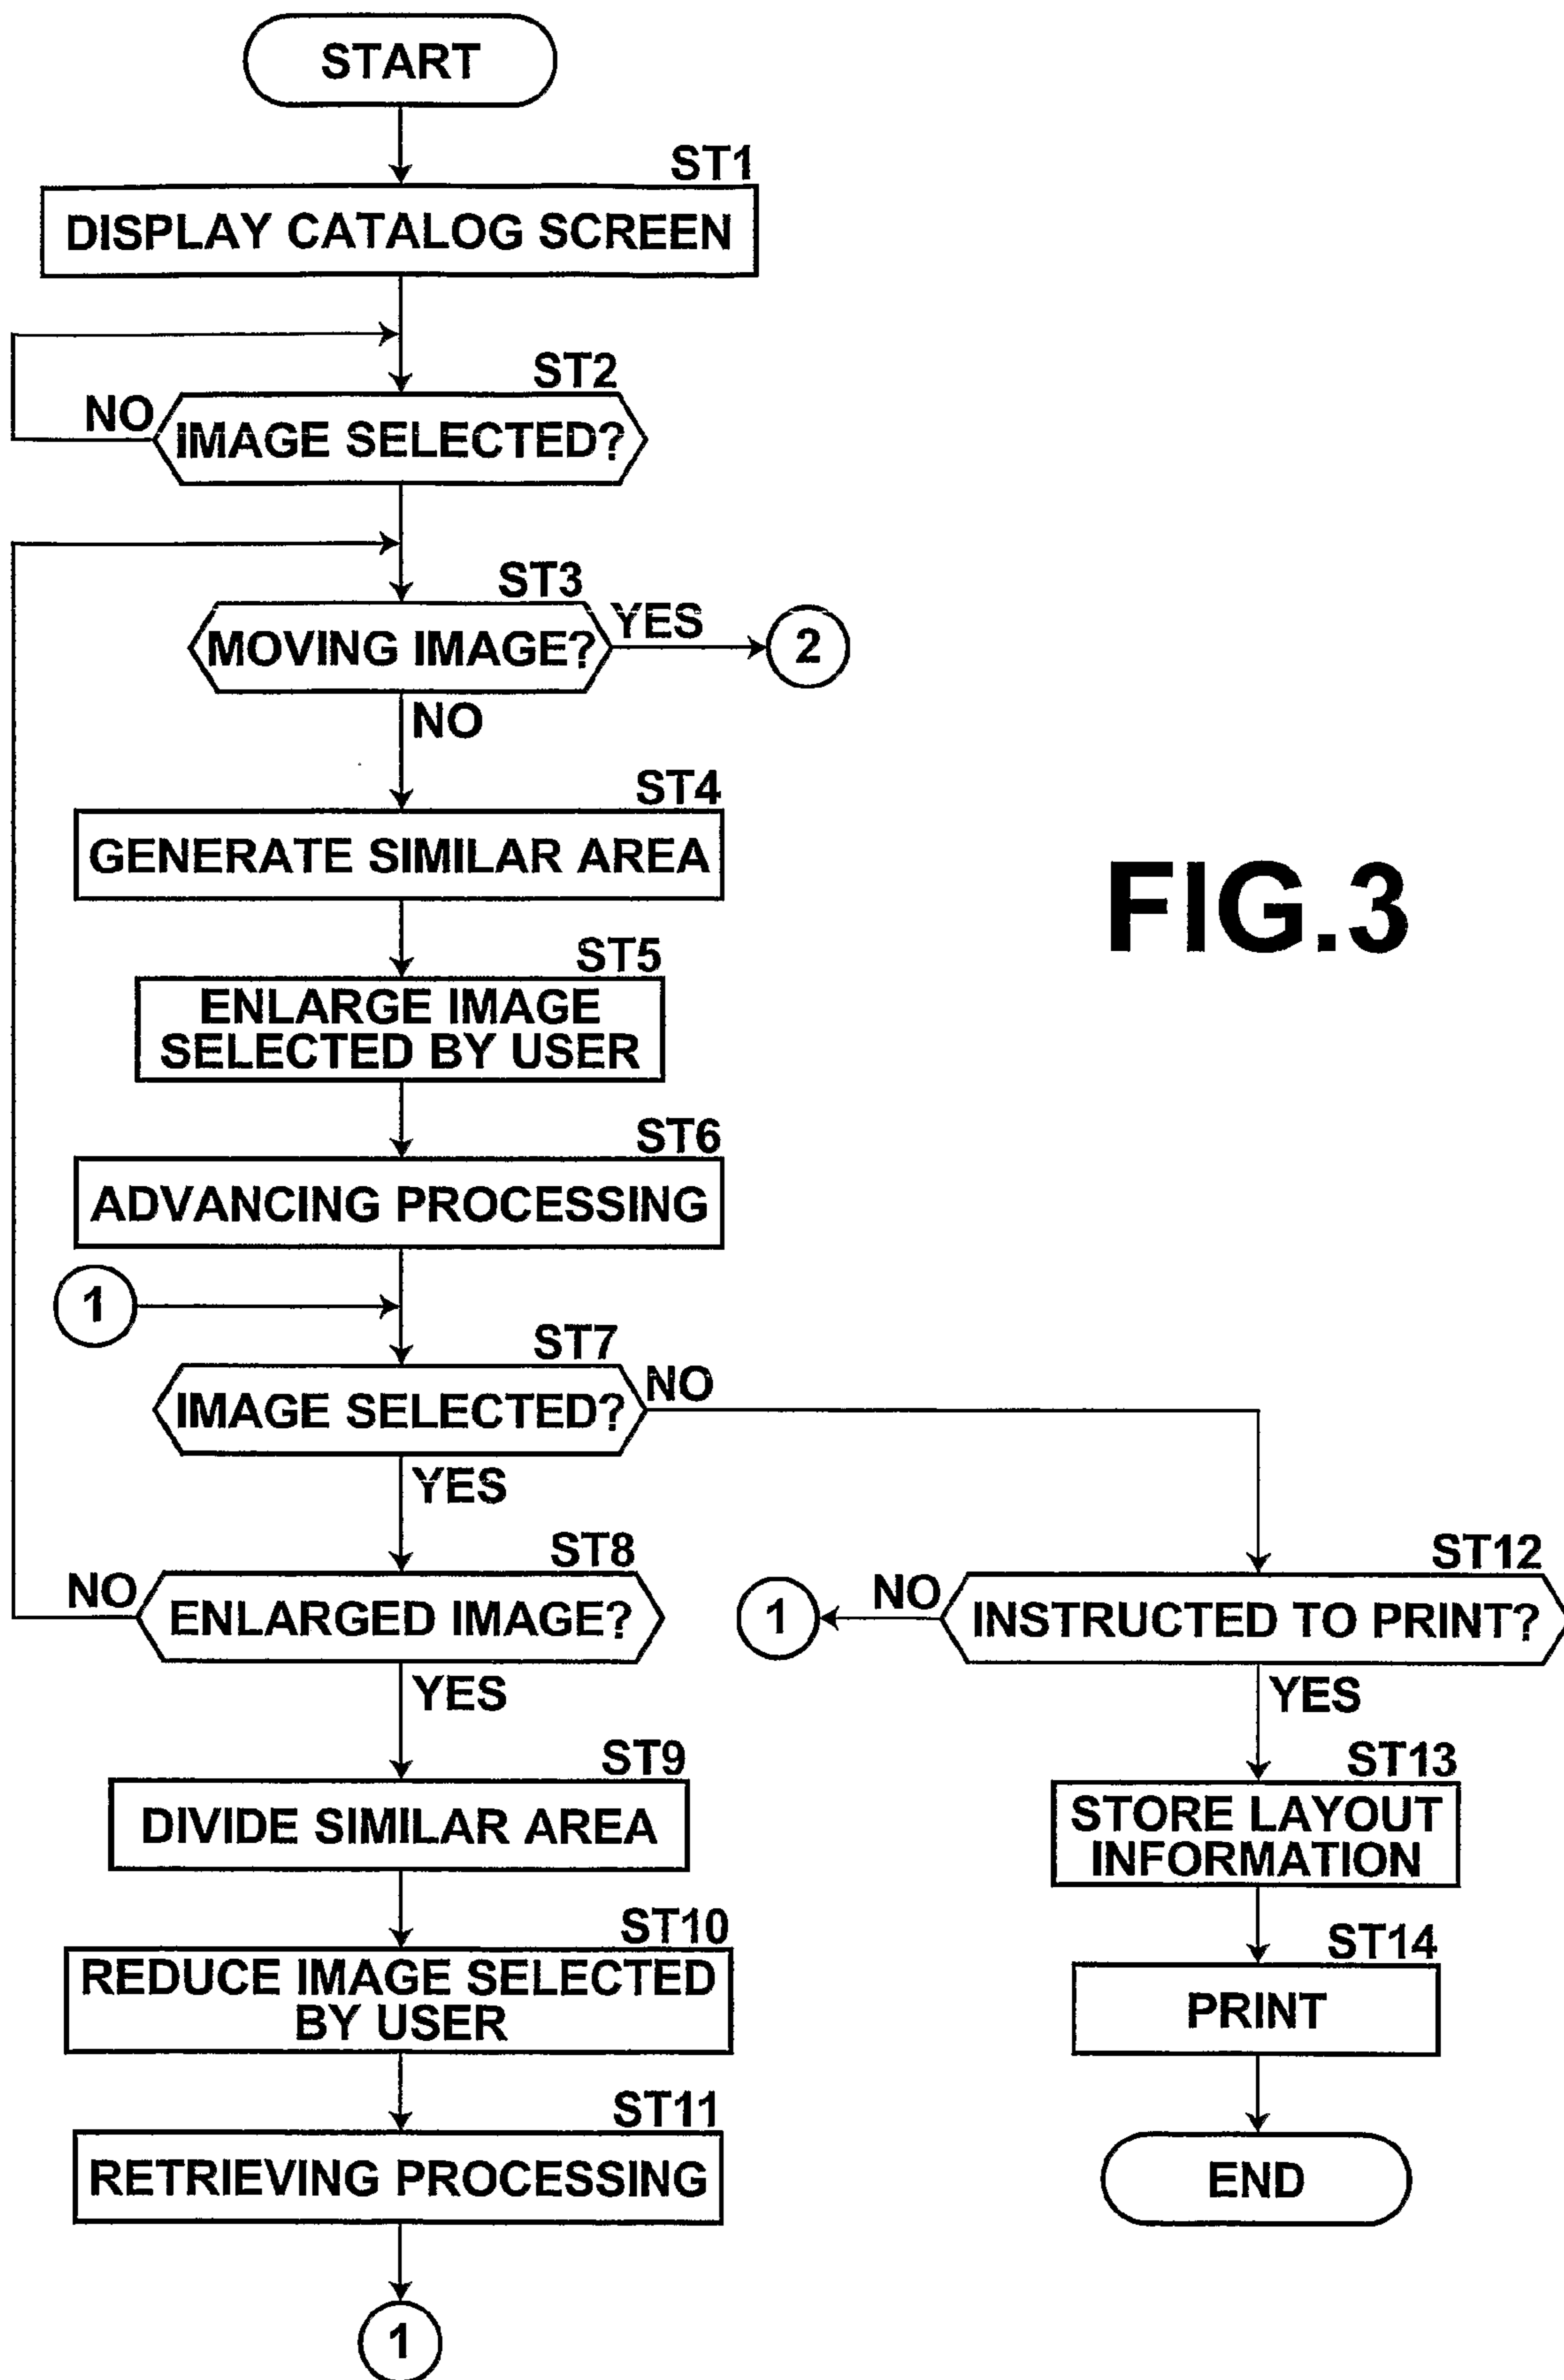 START
ST1
DISPLAY CATALOG SCREEN
ST2
NO
IMAGE SELECTED?
ST3
YES
MOVING IMAGE?
2
NO
ST4
GENERATE SIMILAR AREA
FIG.3
ST5
ENLARGE IMAGE
SELECTED BY USER
ST6
ADVANCING PROCESSING
1
ST7
IMAGE SELECTED?
NO
YES
ST8
NO
ENLARGED IMAGE?
ST12
1
NO
INSTRUCTED TO PRINT?
YES
YES
ST9
DIVIDE SIMILAR AREA
ST13
STORE LAYOUT
INFORMATION
ST10
REDUCE IMAGE SELECTED
BY USER
ST14
PRINT
ST11
RETRIEVING PROCESSING
END
1